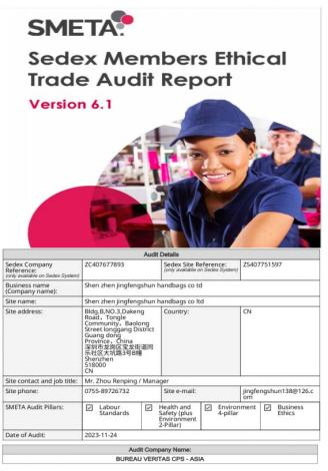 SMETA
Sedex Members Ethical
Trade Audit Report
Version 6.1
Audit Details
Sedex Company
Reference:
(only available on Sedex System)
ZC407677893
Sedex Site Reference:
(only available on Sedex System)
ZS407751597
Business name
(Company name):
Shen zhen jingfengshun handbags co td
Site name:
Shen zhen jingfengshun handbags co ltd
Site address:
Bldg,B,NO.3,Dakeng
Road，Tongle
Community，Baolong
Street longgang District
Guang dong
Province，China
深圳市龙岗区宝龙街道同
乐社区大坑路3号B幢
Shenzhen
518000
CN
Country:
CN
Site contact and job title:
Mr. Zhou Renping / Manager
Site phone:
0755-89726732
Site e-mail:
jingfengshun138@126.c
om
SMETA Audit Pillars:
Labour
Standards
Health and
Safety (plus
Environment
2-Pillar)
Environment
4-pillar
Business
Ethics
Date of Audit:
2023-11-24
Audit Company Name:
BUREAU VERITAS CPS - ASIA